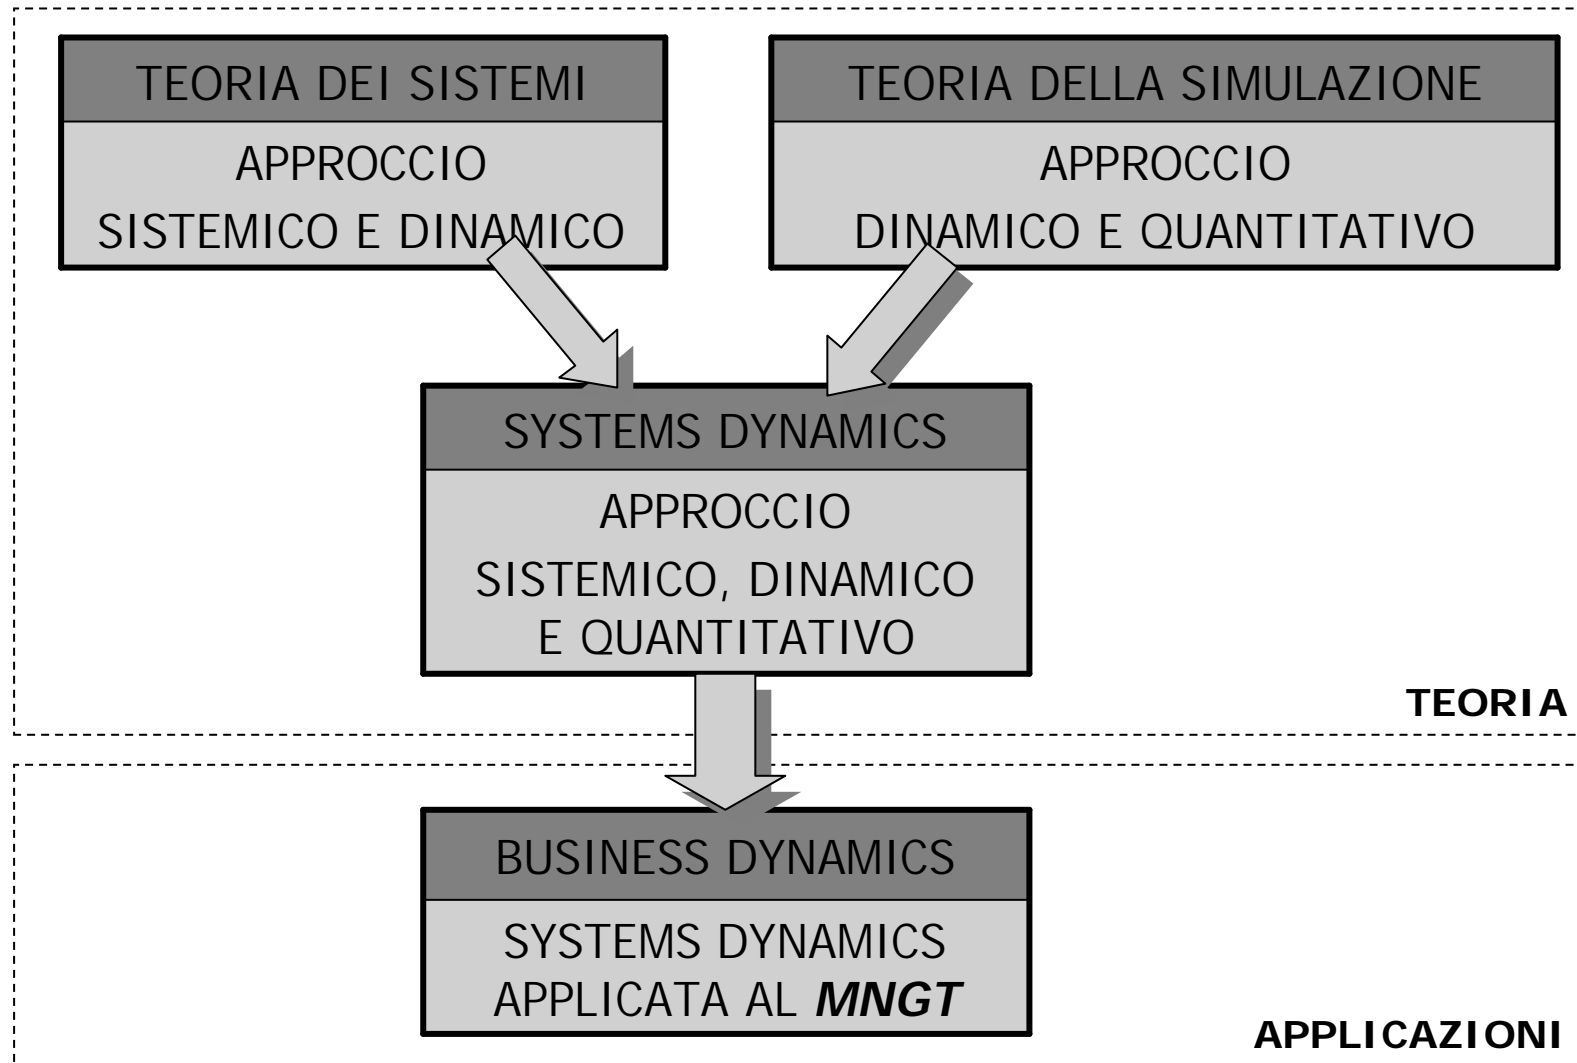 TEORIA DEI SISTEMI
APPROCCIO
SISTEMICO E DINAMICO
TEORIA DELLA SIMULAZIONE
APPROCCIO
DINAMICO E QUANTITATIVO
SYSTEMS DYNAMICS
APPROCCIO
SISTEMICO, DINAMICO
E QUANTITATIVO
TEORIA
BUSINESS DYNAMICS
SYSTEMS DYNAMICS
APPLICATA AL MNGT
APPLICAZIONI